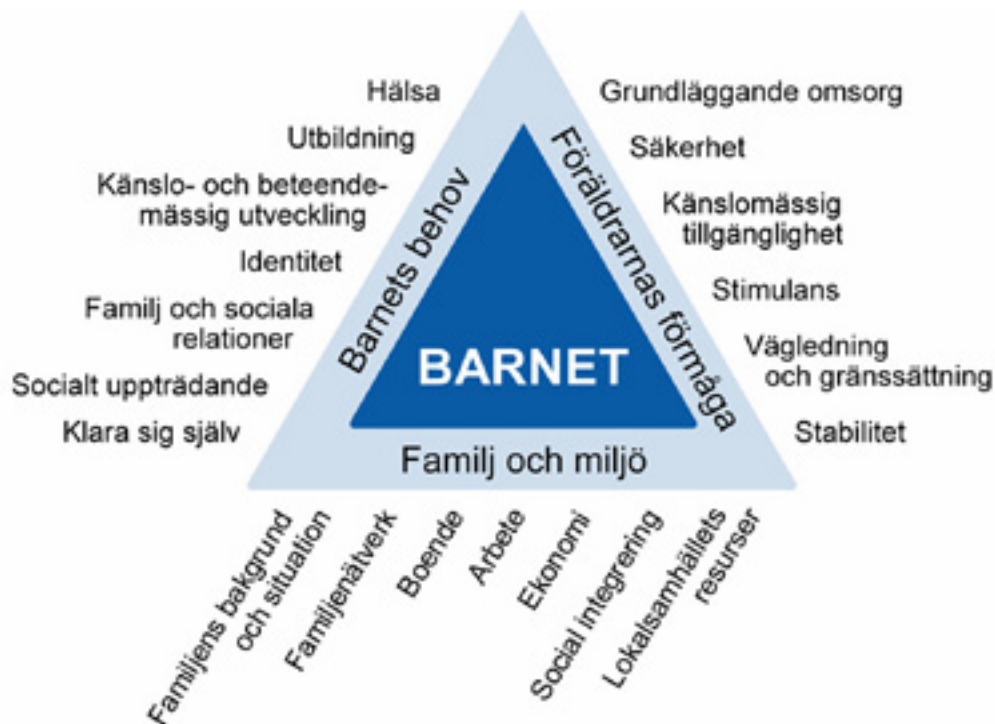 Hälsa
Utbildning
Känslo- och beteende-
mässig utveckling
Identitet
Familj och sociala
relationer
Socialt uppträdande
Klara sig själv
Barnets behov
BARNET
Föräldrarnas förmåga
Grundläggande omsorg
Säkerhet
Känslomässig
tillgänglighet
Stimulans
Vägledning
och gränssättning
Stabilitet
Familj och miljö
Familjens bakgrund
och situation
Familjenätverk
Boende
Arbete
Ekonomi
Social integrering
Lokalsamhällets
resurser